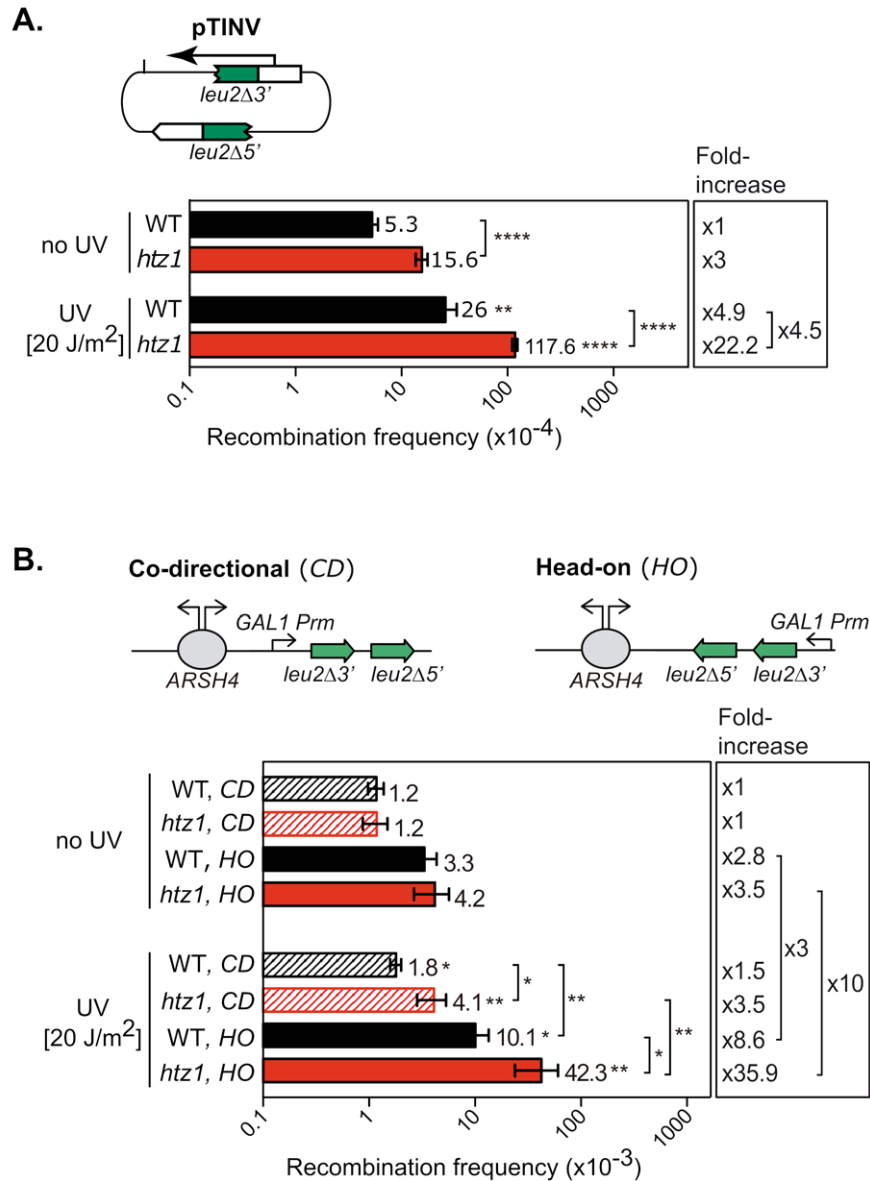 A.
pTINV
leu2Δ3'
leu2Δ5'
Fold-
increase
no UV
WT 5.3 **** x1
htz1 15.6 x3
UV
[20 J/m²]
WT 26 ** **** x4.9 x4.5
htz1 117.6 **** x22.2
0.1 1 10 100 1000
Recombination frequency (x10⁻⁴)
B.
Co-directional (CD)
GAL1 Prm
ARSH4 leu2Δ3' leu2Δ5'
Head-on (HO)
GAL1 Prm
ARSH4 leu2Δ5' leu2Δ3'
Fold-
increase
no UV
WT, CD 1.2 x1
htz1, CD 1.2 x1
WT, HO 3.3 x2.8
htz1, HO 4.2 x3.5
x3
x10
UV
[20 J/m²]
WT, CD 1.8 * x1.5
htz1, CD 4.1 ** * ** x3.5
WT, HO 10.1 * ** x8.6
htz1, HO 42.3 ** * x35.9
0.1 1 10 100 1000
Recombination frequency (x10⁻³)